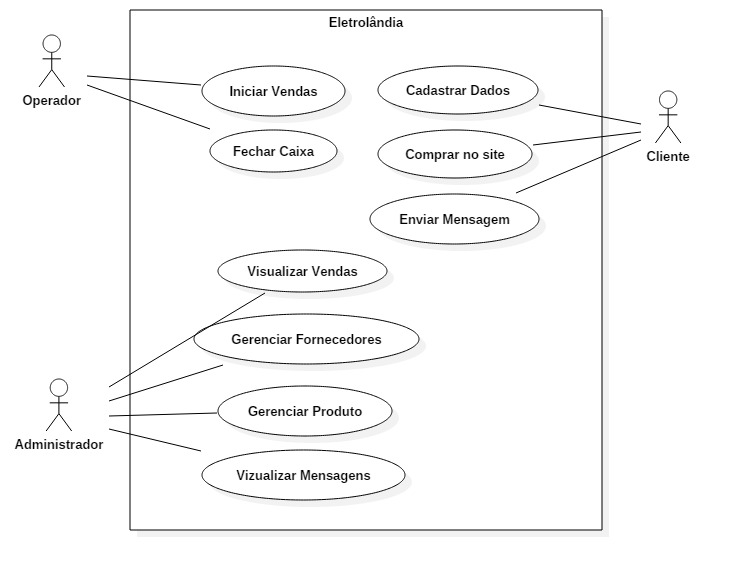 Eletrolândia
Operador
Iniciar Vendas
Cadastrar Dados
Fechar Caixa
Comprar no site
Cliente
Enviar Mensagem
Visualizar Vendas
Gerenciar Fornecedores
Gerenciar Produto
Administrador
Vizualizar Mensagens